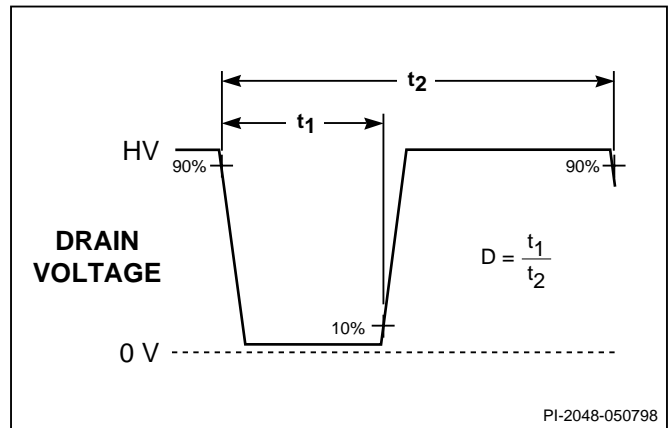 t2
t1
HV
90%
90%
DRAIN
VOLTAGE
D = t1
t2
10%
0 V
PI-2048-050798